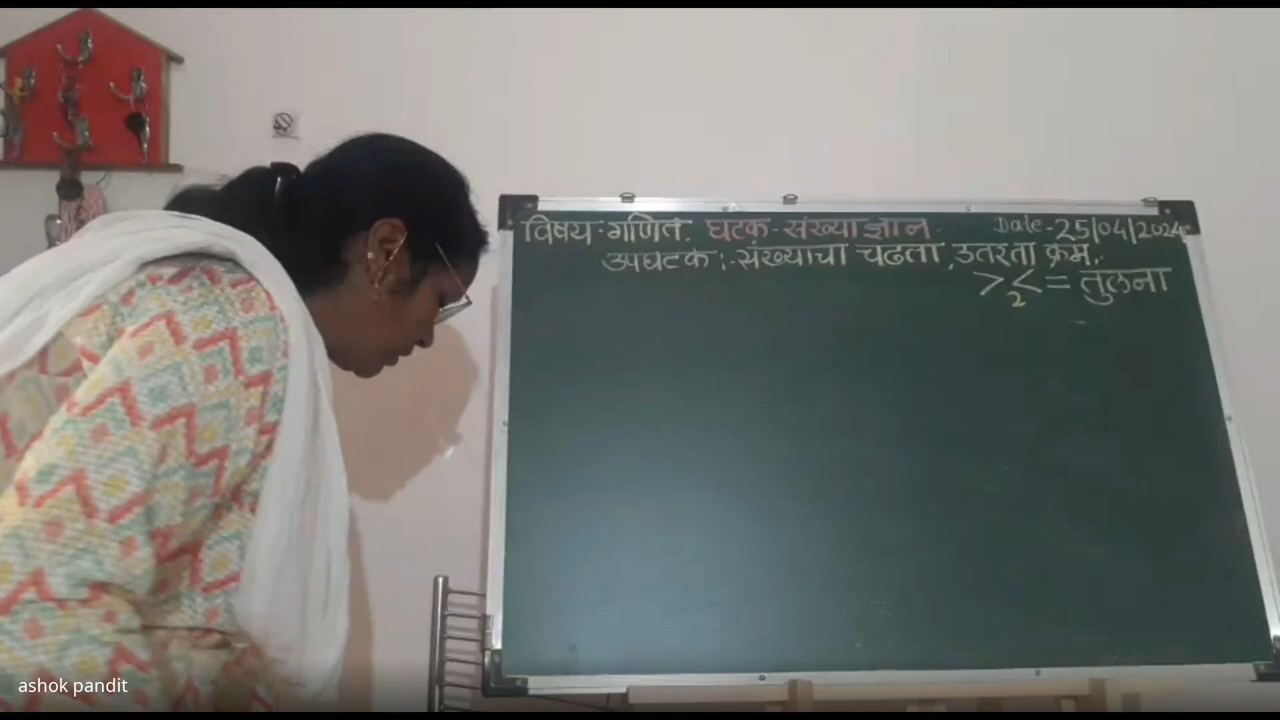 विषय-गणित. घटक-संख्या ज्ञान. Date-25/04/2024
उपघटक:-संख्याचा चढता, उतरता क्रम,
> < = तुलना
2
ashok pandit